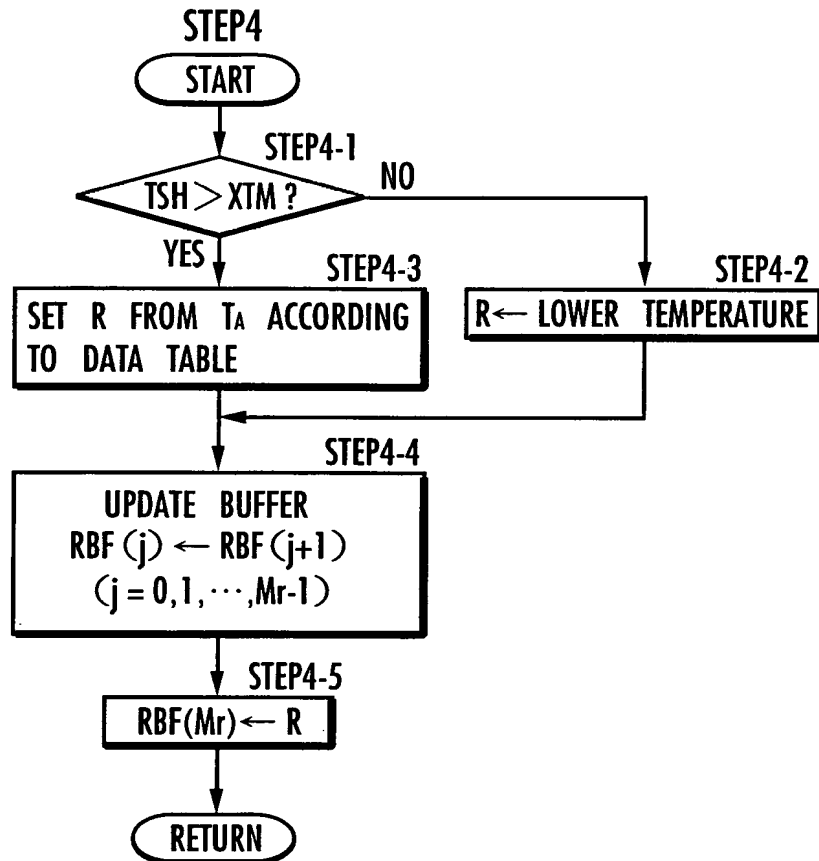 STEP4
START
STEP4-1
TSH > XTM ?
NO
YES
STEP4-3
SET R FROM TA ACCORDING
TO DATA TABLE
STEP4-2
R ← LOWER TEMPERATURE
STEP4-4
UPDATE BUFFER
RBF (j) ← RBF (j+1)
(j = 0,1, ⋯ ,Mr-1)
STEP4-5
RBF(Mr) ← R
RETURN